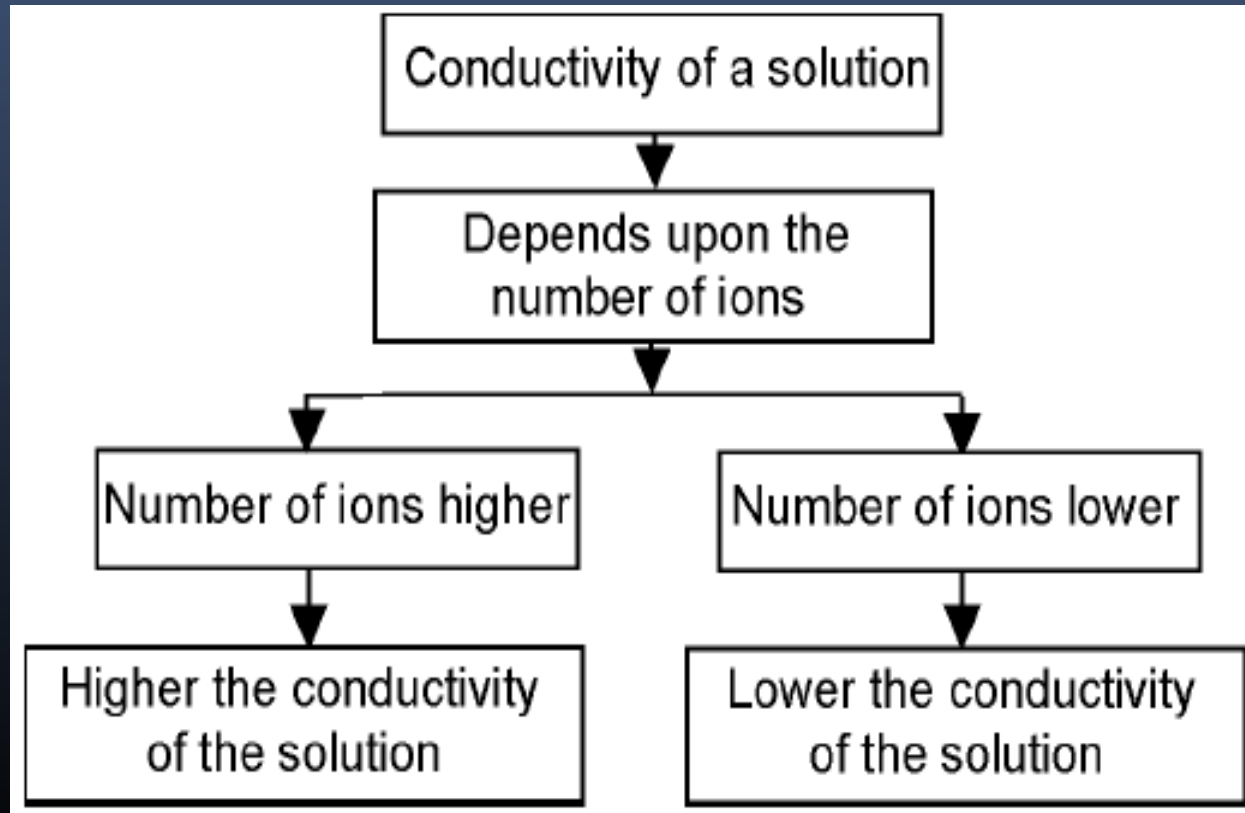 Conductivity of a solution
Depends upon the
number of ions
Number of ions higher
Number of ions lower
Higher the conductivity
of the solution
Lower the conductivity
of the solution